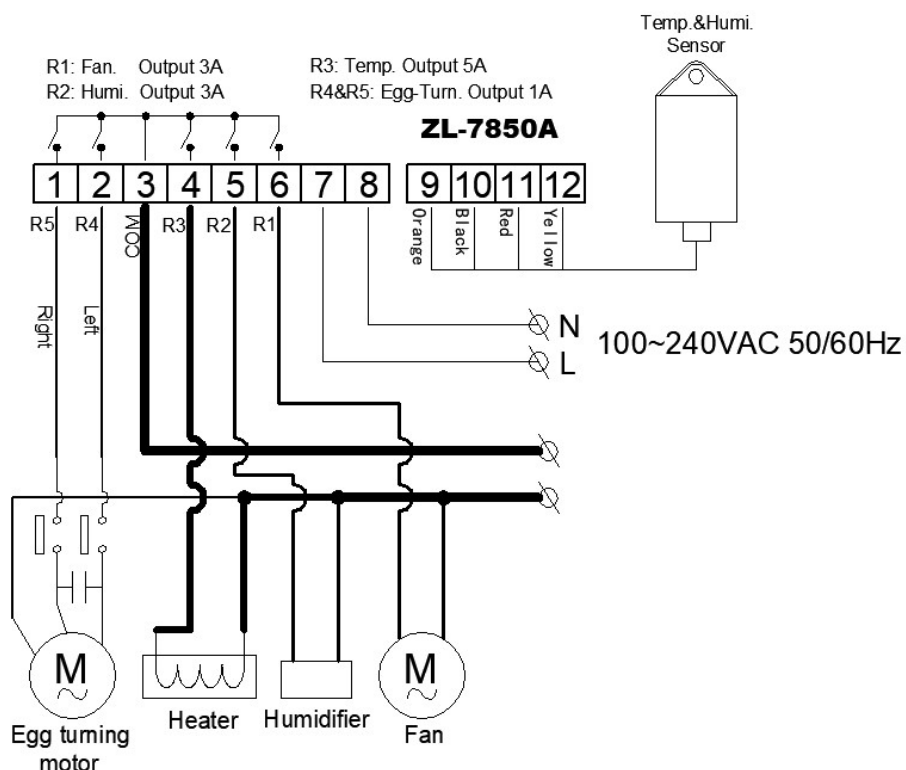 Temp.&Humi.
Sensor
R1: Fan. Output 3A
R2: Humi. Output 3A
R3: Temp. Output 5A
R4&R5: Egg-Turn. Output 1A
ZL-7850A
1 2 3 4 5 6 7 8 9 10 11 12
R5 R4 COM R3 R2 R1
Orange Black Red Yellow
Right Left
N
L
100~240VAC 50/60Hz
M
M
Egg turning
motor
Heater
Humidifier
Fan